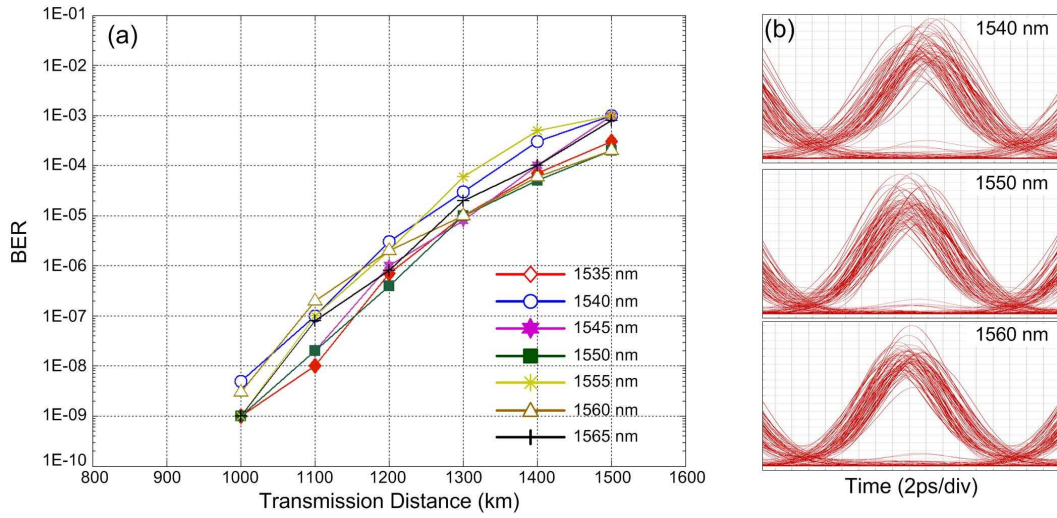 (a)
1E-01
1E-02
1E-03
1E-04
1E-05
1E-06
1E-07
1E-08
1E-09
1E-10
BER
800 900 1000 1100 1200 1300 1400 1500 1600
Transmission Distance (km)
1535 nm
1540 nm
1545 nm
1550 nm
1555 nm
1560 nm
1565 nm
(b)
1540 nm
1550 nm
1560 nm
Time (2ps/div)